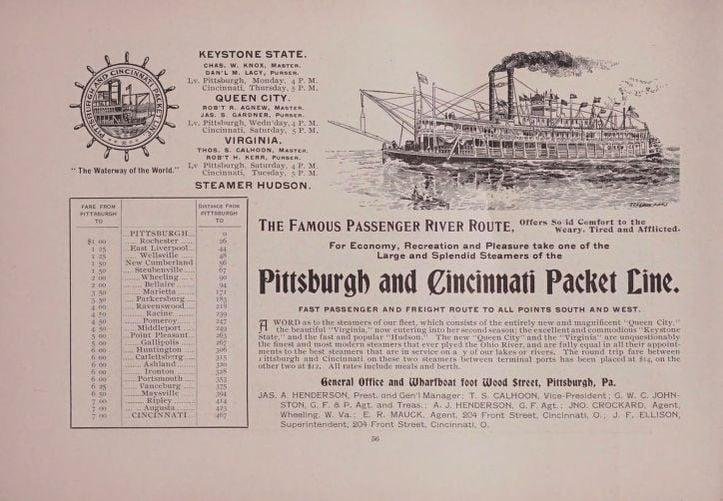 PITTSBURGH AND CINCINNATI PACKET LINE
"The Waterway of the World."
KEYSTONE STATE.
CHAS. W. KNOX, MASTER.
DAN'L M. LACY, PURSER.
Lv. Pittsburgh, Monday, 4 P. M.
Cincinnati, Thursday, 5 P. M.
QUEEN CITY.
ROB'T R. AGNEW, MASTER.
JAS. S. GARDNER, PURSER.
Lv. Pittsburgh, Wedn'day, 4 P. M.
Cincinnati, Saturday, 5 P. M.
VIRGINIA.
THOS. S. CALHOON, MASTER.
ROB'T H. KERR, PURSER.
Lv. Pittsburgh, Saturday, 4 P. M.
Cincinnati, Tuesday, 5 P. M.
STEAMER HUDSON.
FARE FROM PITTSBURGH TO
DISTANCE FROM PITTSBURGH TO
PITTSBURGH 0
$1 00 Rochester 26
1 25 East Liverpool 44
1 25 Wellsville 48
1 50 New Cumberland 56
1 50 Steubenville 67
2 00 Wheeling 90
2 00 Bellaire 94
3 50 Marietta 171
3 50 Parkersburg 183
4 00 Ravenswood 218
4 50 Racine 239
4 50 Pomeroy 247
4 50 Middleport 249
5 00 Point Pleasant 263
5 00 Gallipolis 267
6 00 Huntington 306
6 00 Catlettsburg 315
6 00 Ashland 320
6 00 Ironton 328
6 00 Portsmouth 353
6 25 Vanceburg 375
6 50 Maysville 394
7 00 Ripley 414
7 00 Augusta 423
7 00 CINCINNATI 467
THE FAMOUS PASSENGER RIVER ROUTE, Offers So'id Comfort to the
Weary, Tired and Afflicted.
For Economy, Recreation and Pleasure take one of the
Large and Splendid Steamers of the
Pittsburgh and Cincinnati Packet Line.
FAST PASSENGER AND FREIGHT ROUTE TO ALL POINTS SOUTH AND WEST.
A WORD as to the steamers of our fleet, which consists of the entirely new and magnificent "Queen City,"
the beautiful "Virginia," now entering into her second season; the excellent and commodious "Keystone
State," and the fast and popular "Hudson." The new "Queen City" and the "Virginia" are unquestionably
the finest and most modern steamers that ever plyed the Ohio River, and are fully equal in all their appoint-
ments to the best steamers that are in service on a y of our lakes or rivers. The round trip fare between
ittsburgh and Cincinnati on these two steamers between terminal ports has been placed at $14, on the
other two at $12. All rates include meals and berth.
General Office and Wharfboat foot Wood Street, Pittsburgh, Pa.
JAS. A. HENDERSON, Prest. and Gen'l Manager; T. S. CALHOON, Vice-President; G. W. C. JOHN-
STON, G. F. & P. Agt. and Treas.; A. J. HENDERSON, G. F. Agt.; JNO. CROCKARD, Agent,
Wheeling, W. Va.; E. R. MAUCK, Agent, 204 Front Street, Cincinnati, O.; J. F. ELLISON,
Superintendent, 204 Front Street, Cincinnati, O.
56